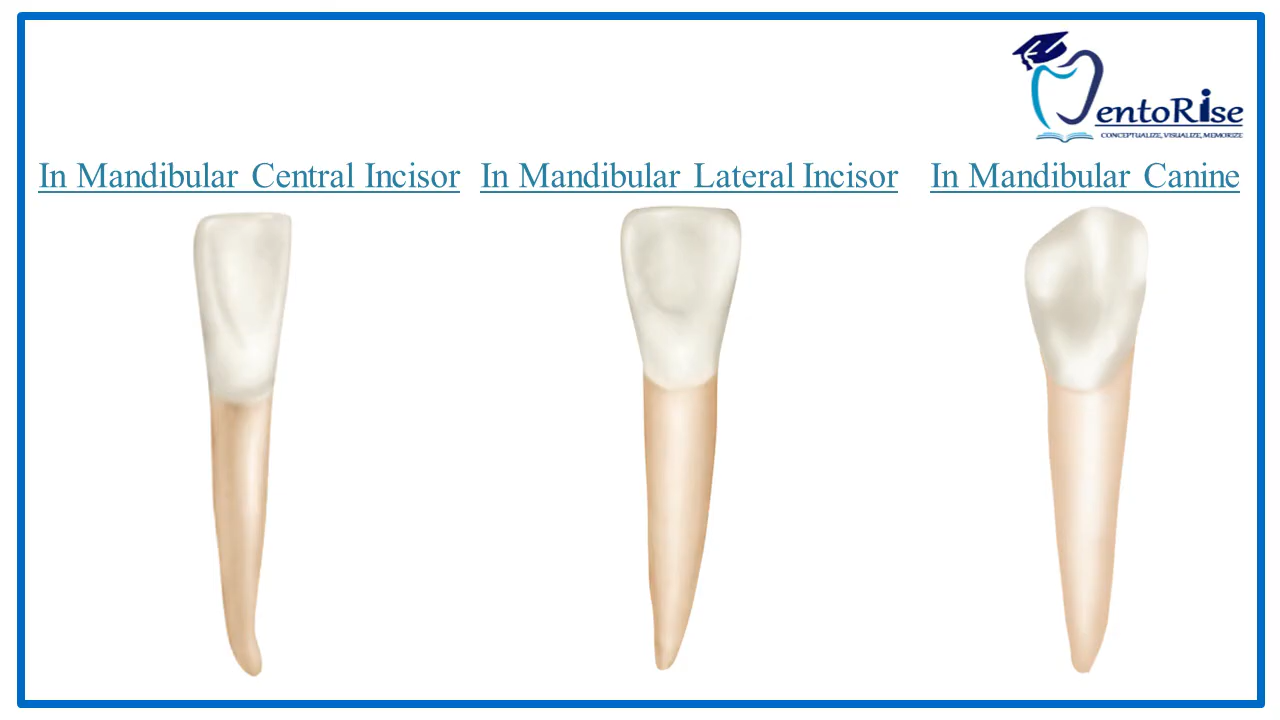 entoRise
CONCEPTUALIZE, VISUALIZE, MEMORIZE
In Mandibular Central Incisor
In Mandibular Lateral Incisor
In Mandibular Canine